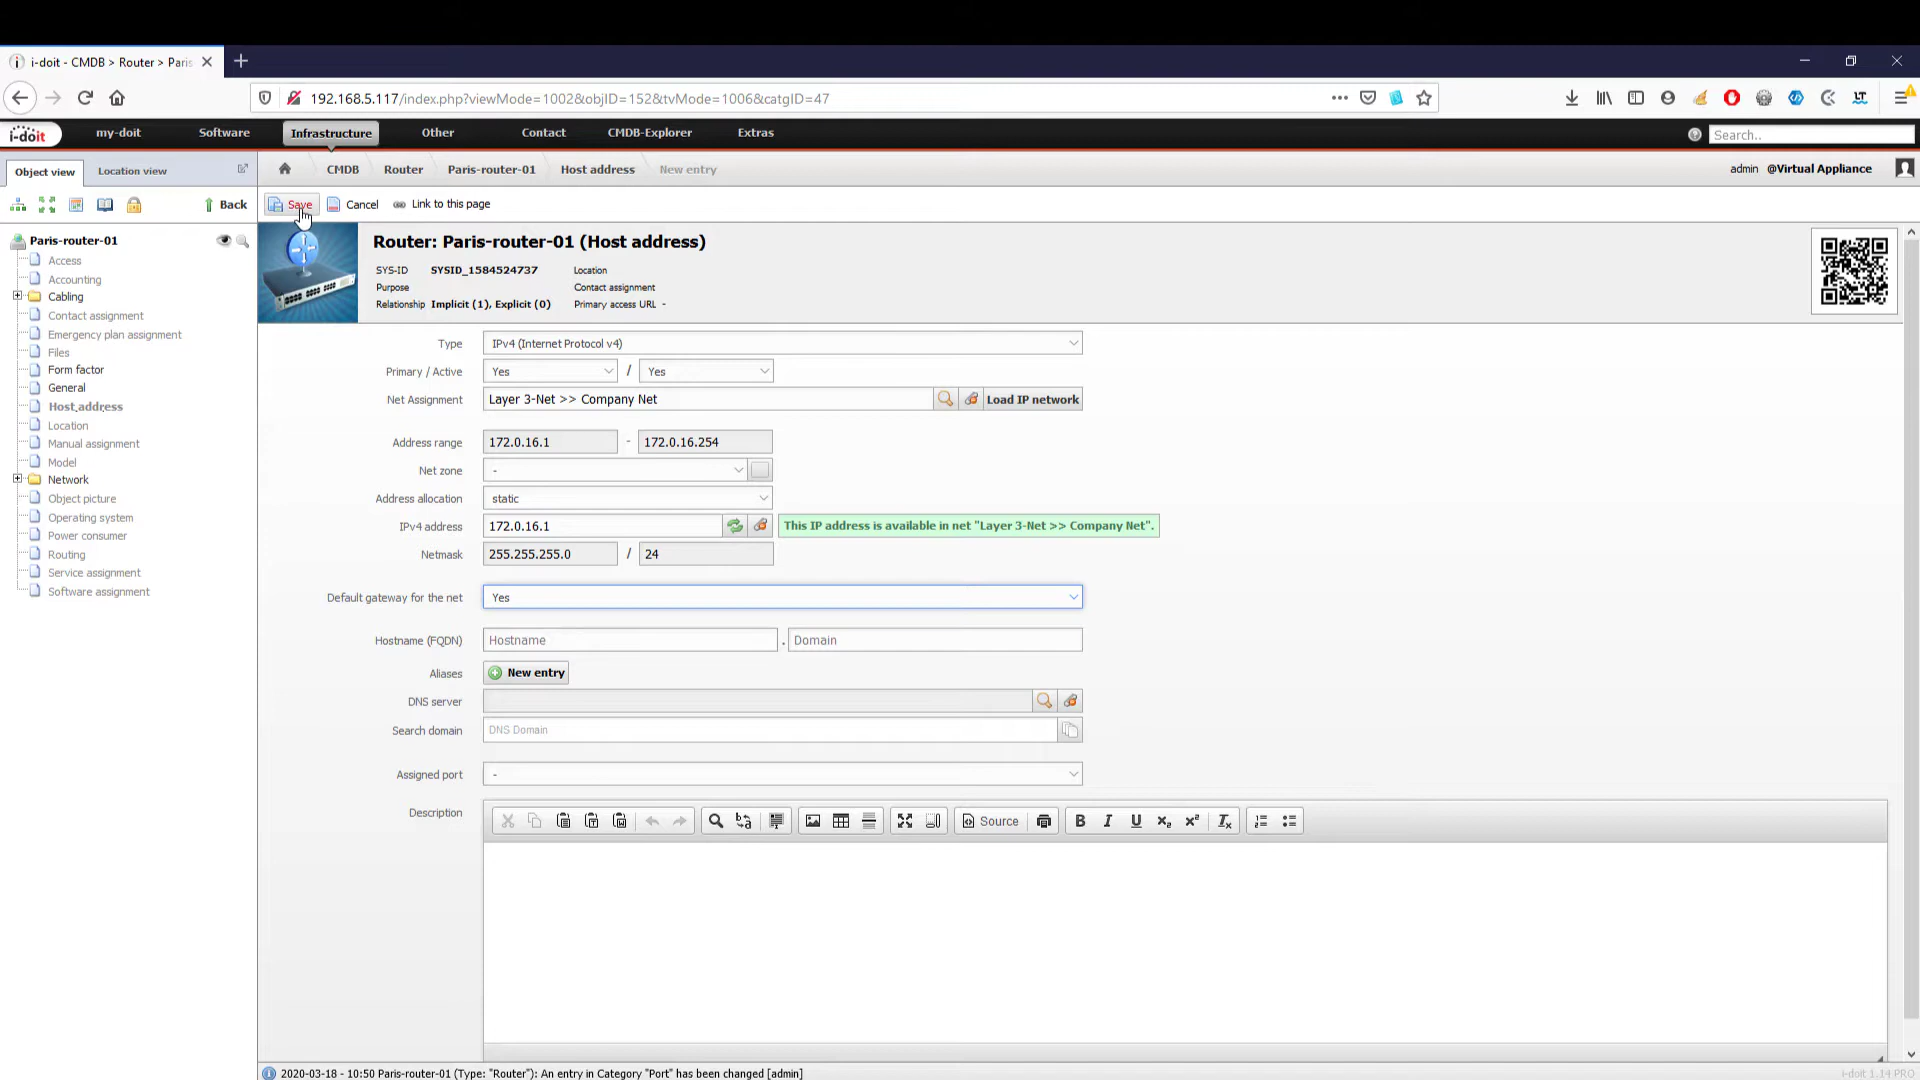 i-doit - CMDB > Router > Paris
192.168.5.117/index.php?viewMode=1002&objID=152&tvMode=1006&catgID=47
i-doit my-doit Software Infrastructure Other Contact CMDB-Explorer Extras Search..
Object view Location view
CMDB Router Paris-router-01 Host address New entry admin @Virtual Appliance
Back
Save Cancel Link to this page
Paris-router-01
Access
Accounting
Cabling
Contact assignment
Emergency plan assignment
Files
Form factor
General
Host address
Location
Manual assignment
Model
Network
Object picture
Operating system
Power consumer
Routing
Service assignment
Software assignment
Router: Paris-router-01 (Host address)
SYS-ID SYSID_1584524737 Location
Purpose Contact assignment
Relationship Implicit (1), Explicit (0) Primary access URL -
Type IPv4 (Internet Protocol v4)
Primary / Active Yes / Yes
Net Assignment Layer 3-Net >> Company Net Load IP network
Address range 172.0.16.1 - 172.0.16.254
Net zone -
Address allocation static
IPv4 address 172.0.16.1 This IP address is available in net "Layer 3-Net >> Company Net".
Netmask 255.255.255.0 / 24
Default gateway for the net Yes
Hostname (FQDN) Hostname . Domain
Aliases New entry
DNS server
Search domain DNS Domain
Assigned port -
Description
Source
2020-03-18 - 10:50 Paris-router-01 (Type: "Router"): An entry in Category "Port" has been changed [admin]
i-doit 1.14 PRO